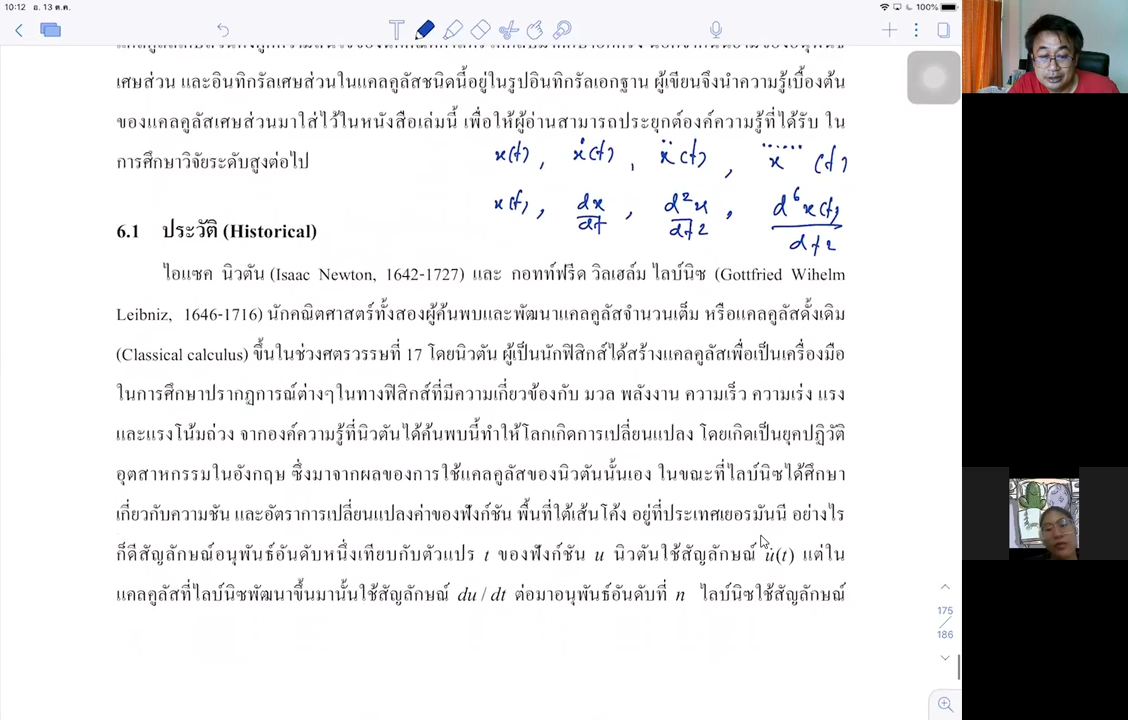 10:12 อ. 13 ต.ค.
100%
เศษส่วน และอินทิกรัลเศษส่วนในแคลคูลัสชนิดนี้อยู่ในรูปอินทิกรัลเอกฐาน ผู้เขียนจึงนำความรู้เบื้องต้น
ของแคลคูลัสเศษส่วนมาใส่ไว้ในหนังสือเล่มนี้ เพื่อให้ผู้อ่านสามารถประยุกต์องค์ความรู้ที่ได้รับ ใน
การศึกษาวิจัยระดับสูงต่อไป
x(t), ẋ(t), ẍ(t), ...... x (t)
x(t), dx/dt, d²x/dt2, d⁶x(t)/dt2
6.1 ประวัติ (Historical)
ไอแซค นิวตัน (Isaac Newton, 1642-1727) และ กอทท์ฟรีด วิลเฮล์ม ไลบ์นิซ (Gottfried Wihelm
Leibniz, 1646-1716) นักคณิตศาสตร์ทั้งสองผู้ค้นพบและพัฒนาแคลคูลัสจำนวนเต็ม หรือแคลคูลัสดั้งเดิม
(Classical calculus) ขึ้นในช่วงศตรวรรษที่ 17 โดยนิวตัน ผู้เป็นนักฟิสิกส์ได้สร้างแคลคูลัสเพื่อเป็นเครื่องมือ
ในการศึกษาปรากฏการณ์ต่างๆในทางฟิสิกส์ที่มีความเกี่ยวข้องกับ มวล พลังงาน ความเร็ว ความเร่ง แรง
และแรงโน้มถ่วง จากองค์ความรู้ที่นิวตันได้ค้นพบนี้ทำให้โลกเกิดการเปลี่ยนแปลง โดยเกิดเป็นยุคปฏิวัติ
อุตสาหกรรมในอังกฤษ ซึ่งมาจากผลของการใช้แคลคูลัสของนิวตันนั้นเอง ในขณะที่ไลบ์นิซได้ศึกษา
เกี่ยวกับความชัน และอัตราการเปลี่ยนแปลงค่าของฟังก์ชัน พื้นที่ใต้เส้นโค้ง อยู่ที่ประเทศเยอรมันนี อย่างไร
ก็ดีสัญลักษณ์อนุพันธ์อันดับหนึ่งเทียบกับตัวแปร t ของฟังก์ชัน u นิวตันใช้สัญลักษณ์ u̇(t) แต่ใน
แคลคูลัสที่ไลบ์นิซพัฒนาขึ้นมานั้นใช้สัญลักษณ์ du / dt ต่อมาอนุพันธ์อันดับที่ n ไลบ์นิซใช้สัญลักษณ์
175
186